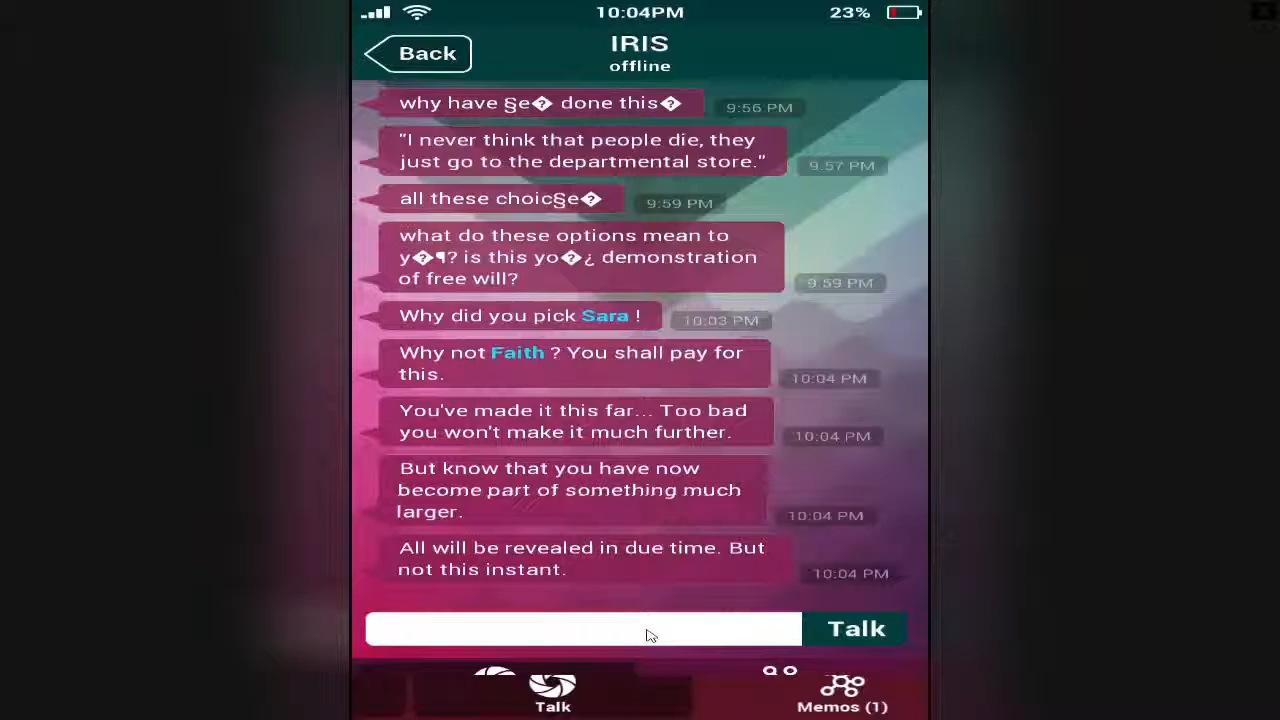 10:04PM
23%
Back
IRIS
offline
why have §e� done this�
9:56 PM
"I never think that people die, they
just go to the departmental store."
9:57 PM
all these choic§e�
9:59 PM
what do these options mean to
y�¶? is this yo�¿ demonstration
of free will?
9:59 PM
Why did you pick Sara !
10:03 PM
Why not Faith ? You shall pay for
this.
10:04 PM
You've made it this far... Too bad
you won't make it much further.
10:04 PM
But know that you have now
become part of something much
larger.
10:04 PM
All will be revealed in due time. But
not this instant.
10:04 PM
Talk
Talk
Memos (1)